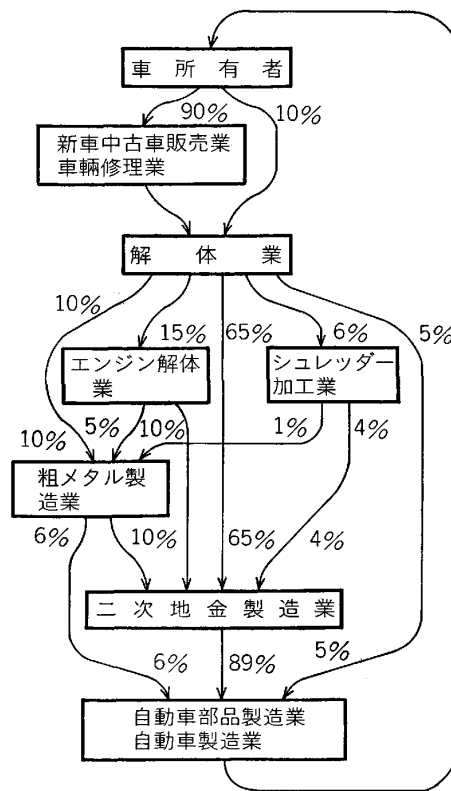 車所有者
90%
10%
新車中古車販売業
車輛修理業
解体業
10%
15%
65%
6%
5%
エンジン解体
業
シュレッダー
加工業
10%
5%
10%
1%
4%
粗メタル製
造業
6%
10%
65%
4%
二次地金製造業
6%
89%
5%
自動車部品製造業
自動車製造業